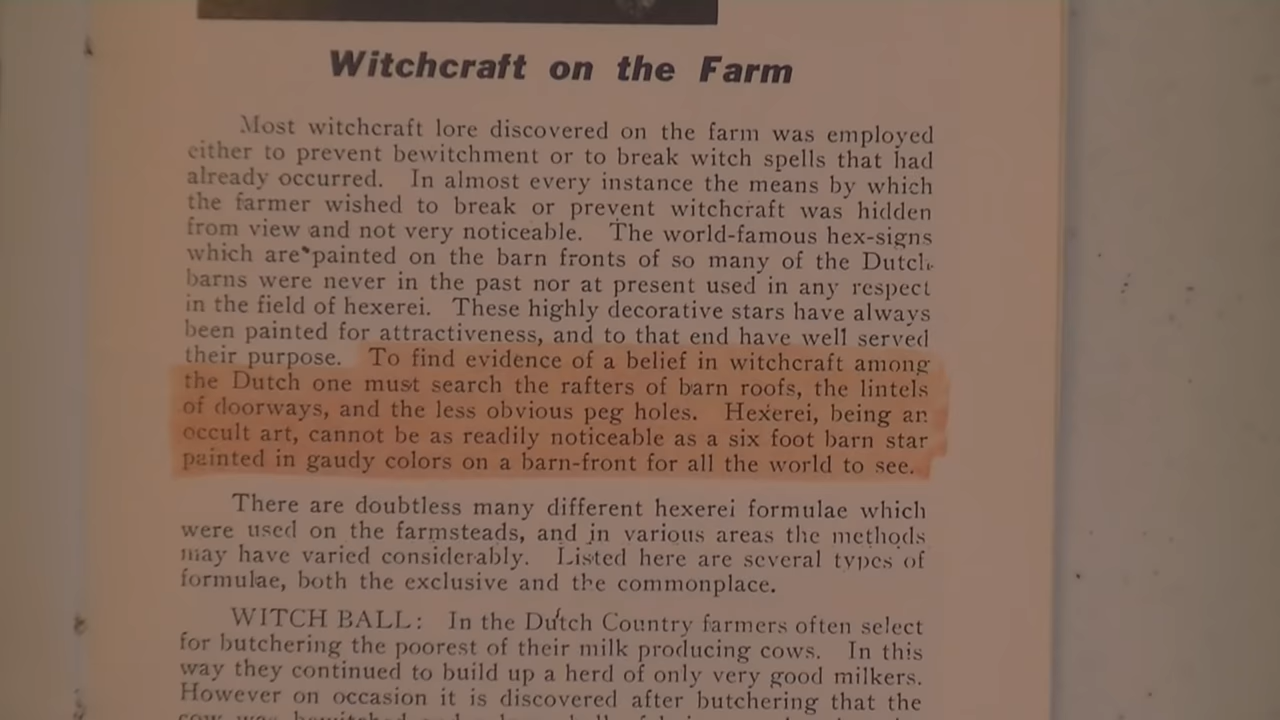 Witchcraft on the Farm
Most witchcraft lore discovered on the farm was employed
either to prevent bewitchment or to break witch spells that had
already occurred. In almost every instance the means by which
the farmer wished to break or prevent witchcraft was hidden
from view and not very noticeable. The world-famous hex-signs
which are painted on the barn fronts of so many of the Dutch
barns were never in the past nor at present used in any respect
in the field of hexerei. These highly decorative stars have always
been painted for attractiveness, and to that end have well served
their purpose. To find evidence of a belief in witchcraft among
the Dutch one must search the rafters of barn roofs, the lintels
of doorways, and the less obvious peg holes. Hexerei, being an
occult art, cannot be as readily noticeable as a six foot barn star
painted in gaudy colors on a barn-front for all the world to see.
There are doubtless many different hexerei formulae which
were used on the farmsteads, and in various areas the methods
may have varied considerably. Listed here are several types of
formulae, both the exclusive and the commonplace.
WITCH BALL: In the Dutch Country farmers often select
for butchering the poorest of their milk producing cows. In this
way they continued to build up a herd of only very good milkers.
However on occasion it is discovered after butchering that the
cow was bewitched